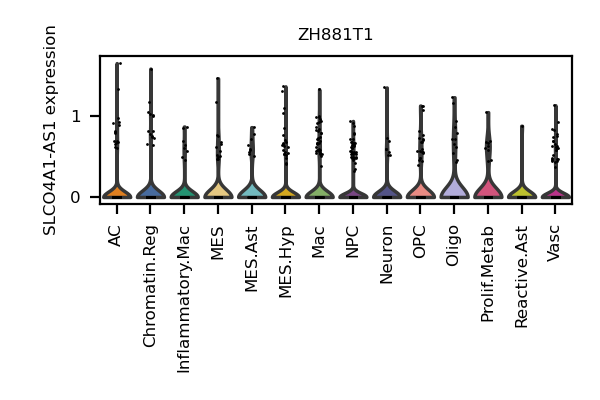 ZH881T1
SLCO4A1-AS1 expression
1
0
AC
Chromatin.Reg
Inflammatory.Mac
MES
MES.Ast
MES.Hyp
Mac
NPC
Neuron
OPC
Oligo
Prolif.Metab
Reactive.Ast
Vasc